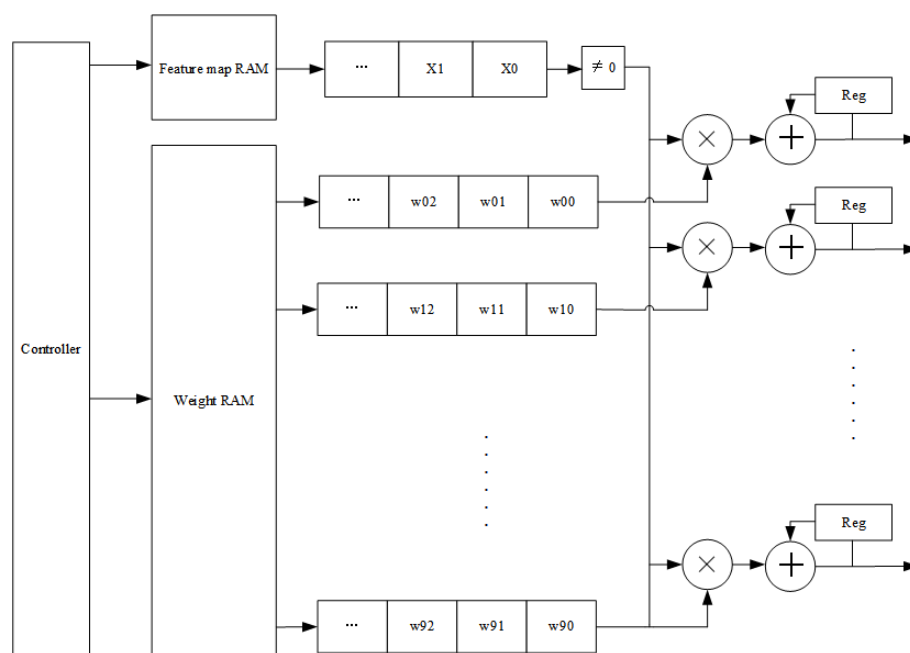 Feature map RAM
... X1 X0
≠ 0
Reg
×
+
... w02 w01 w00
Reg
×
+
... w12 w11 w10
Controller
Weight RAM
Reg
×
+
... w92 w91 w90